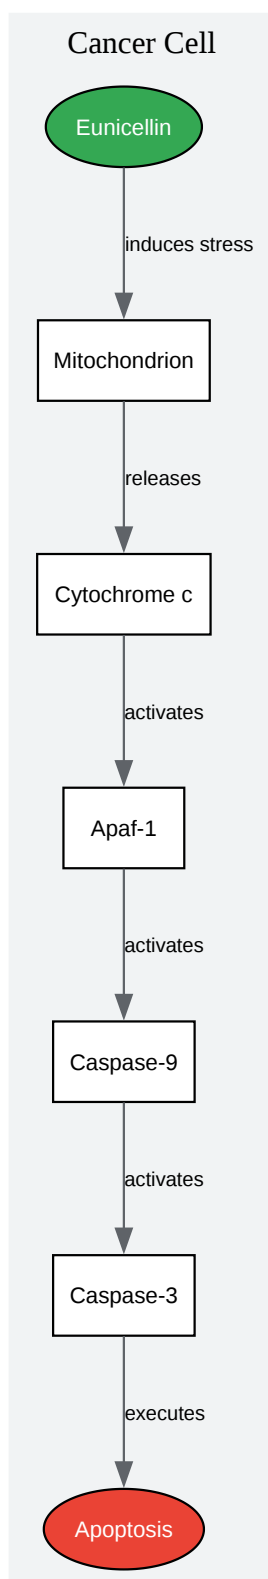 Cancer Cell
Eunicellin
induces stress
Mitochondrion
releases
Cytochrome c
activates
Apaf-1
activates
Caspase-9
activates
Caspase-3
executes
Apoptosis